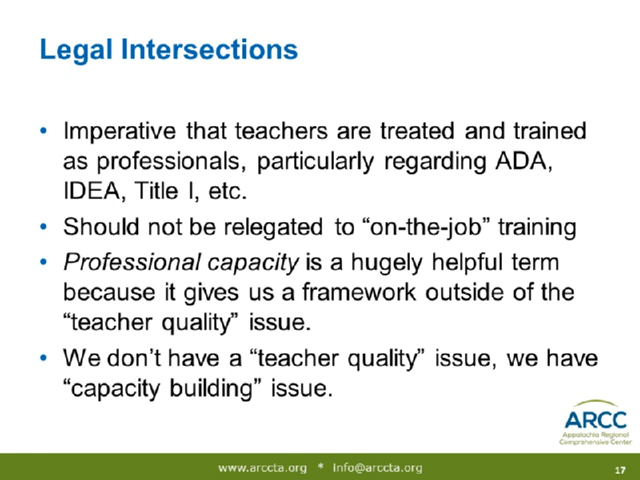 Legal Intersections
• Imperative that teachers are treated and trained
as professionals, particularly regarding ADA,
IDEA, Title I, etc.
• Should not be relegated to “on-the-job” training
• Professional capacity is a hugely helpful term
because it gives us a framework outside of the
“teacher quality” issue.
• We don’t have a “teacher quality” issue, we have
“capacity building” issue.
ARCC
Appalachia Regional
Comprehensive Center
www.arccta.org * info@arccta.org
17